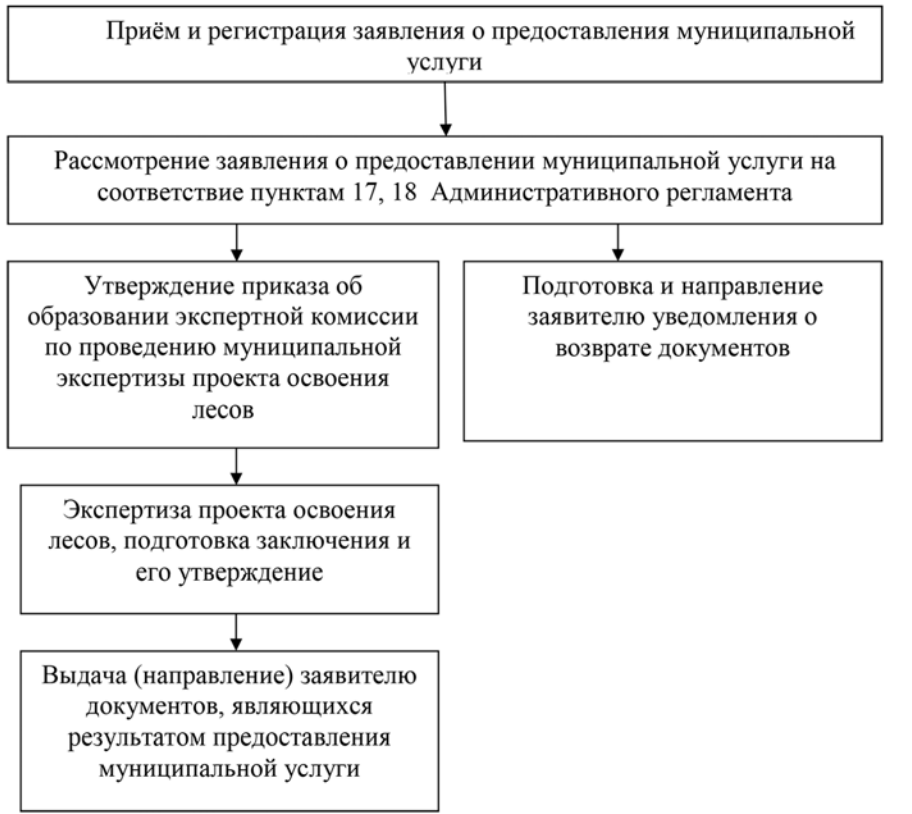 Приём и регистрация заявления о предоставления муниципальной
услуги
Рассмотрение заявления о предоставлении муниципальной услуги на
соответствие пунктам 17, 18 Административного регламента
Утверждение приказа об
образовании экспертной комиссии
по проведению муниципальной
экспертизы проекта освоения
лесов
Подготовка и направление
заявителю уведомления о
возврате документов
Экспертиза проекта освоения
лесов, подготовка заключения и
его утверждение
Выдача (направление) заявителю
документов, являющихся
результатом предоставления
муниципальной услуги